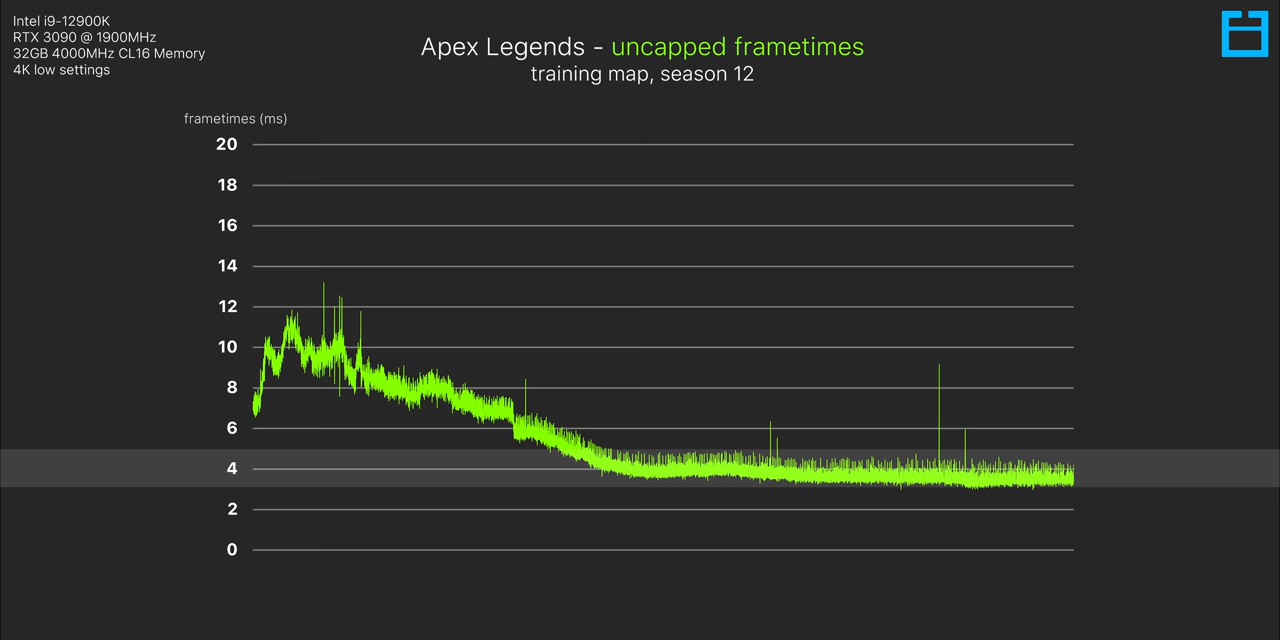 Intel i9-12900K
RTX 3090 @ 1900MHz
32GB 4000MHz CL16 Memory
4K low settings
Apex Legends - uncapped frametimes
training map, season 12
frametimes (ms)
20
18
16
14
12
10
8
6
4
2
0